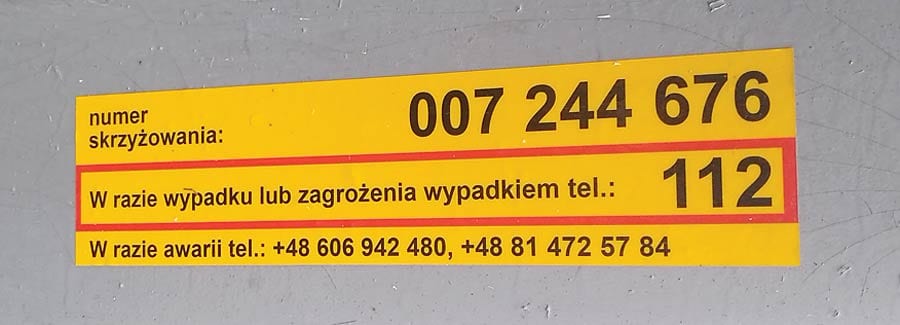 numer
skrzyżowania:
007 244 676
W razie wypadku lub zagrożenia wypadkiem tel.: 112
W razie awarii tel.: +48 606 942 480, +48 81 472 57 84